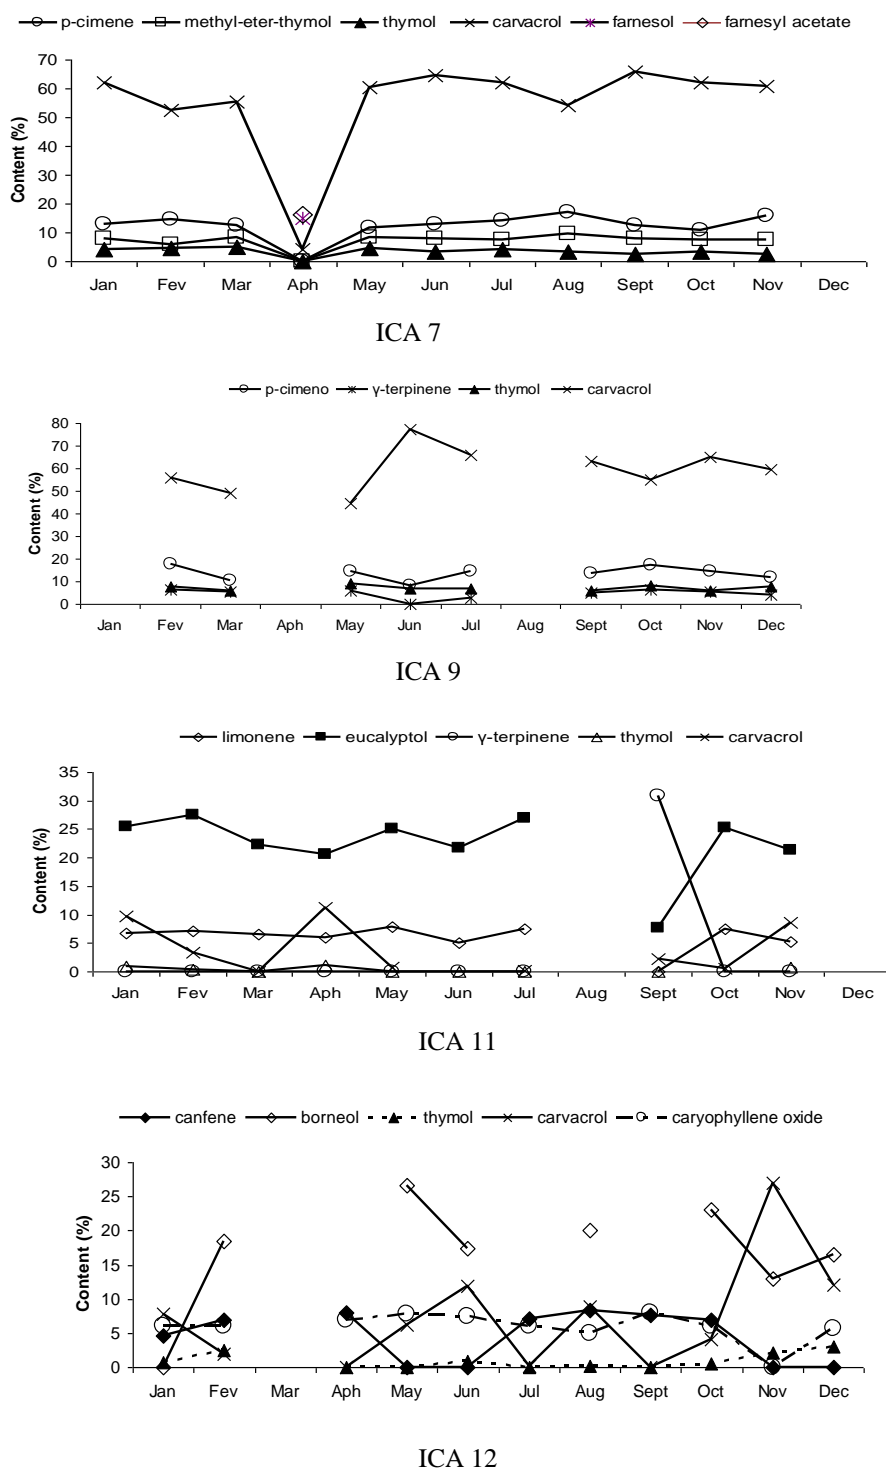 p-cimene methyl-eter-thymol thymol carvacrol farnesol farnesyl acetate
Content (%)
70
60
50
40
30
20
10
0
Jan Fev Mar Aph May Jun Jul Aug Sept Oct Nov Dec
ICA 7
p-cimeno γ-terpinene thymol carvacrol
Content (%)
80
70
60
50
40
30
20
10
0
Jan Fev Mar Aph May Jun Jul Aug Sept Oct Nov Dec
ICA 9
limonene eucalyptol γ-terpinene thymol carvacrol
Content (%)
35
30
25
20
15
10
5
0
Jan Fev Mar Aph May Jun Jul Aug Sept Oct Nov Dec
ICA 11
canfene borneol thymol carvacrol caryophyllene oxide
Content (%)
30
25
20
15
10
5
0
Jan Fev Mar Aph May Jun Jul Aug Sept Oct Nov Dec
ICA 12